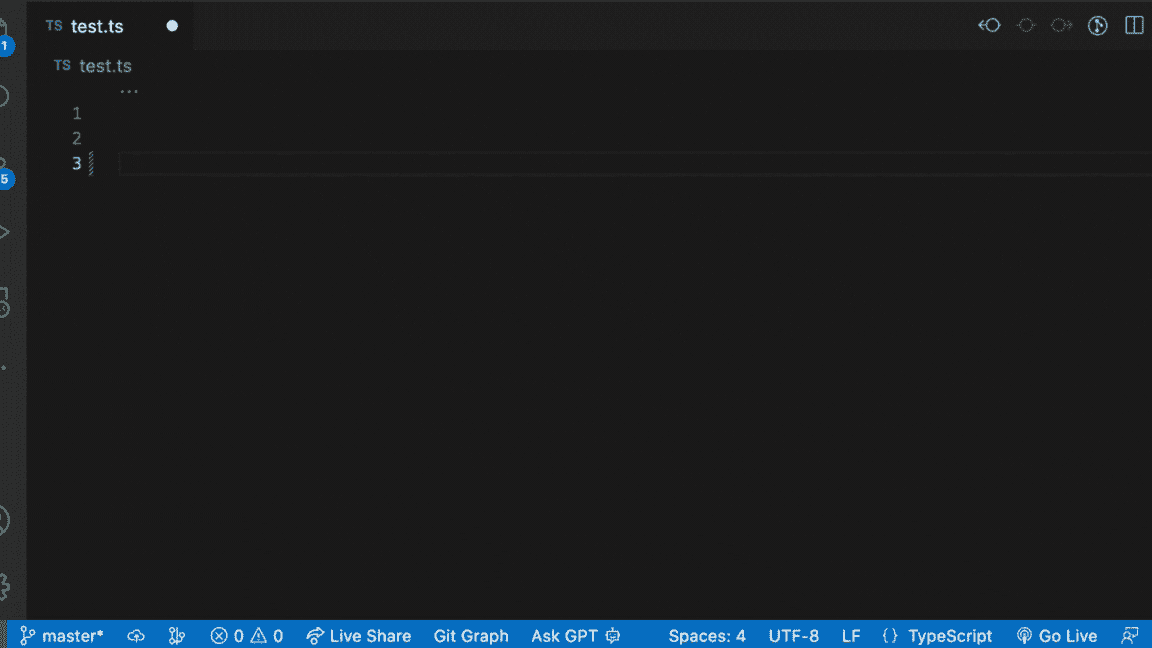 TS test.ts
1
TS test.ts
...
1
2
3
5
master* 0 0 Live Share Git Graph Ask GPT Spaces: 4 UTF-8 LF {} TypeScript Go Live